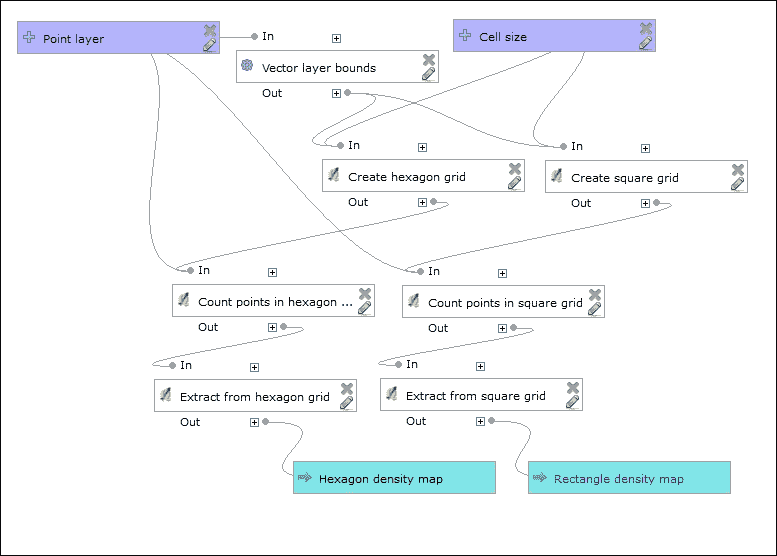 Point layer
In
Cell size
Vector layer bounds
Out
In
In
Create hexagon grid
Create square grid
Out
Out
In
In
Count points in hexagon ...
Count points in square grid
Out
Out
In
In
Extract from hexagon grid
Extract from square grid
Out
Out
Hexagon density map
Rectangle density map